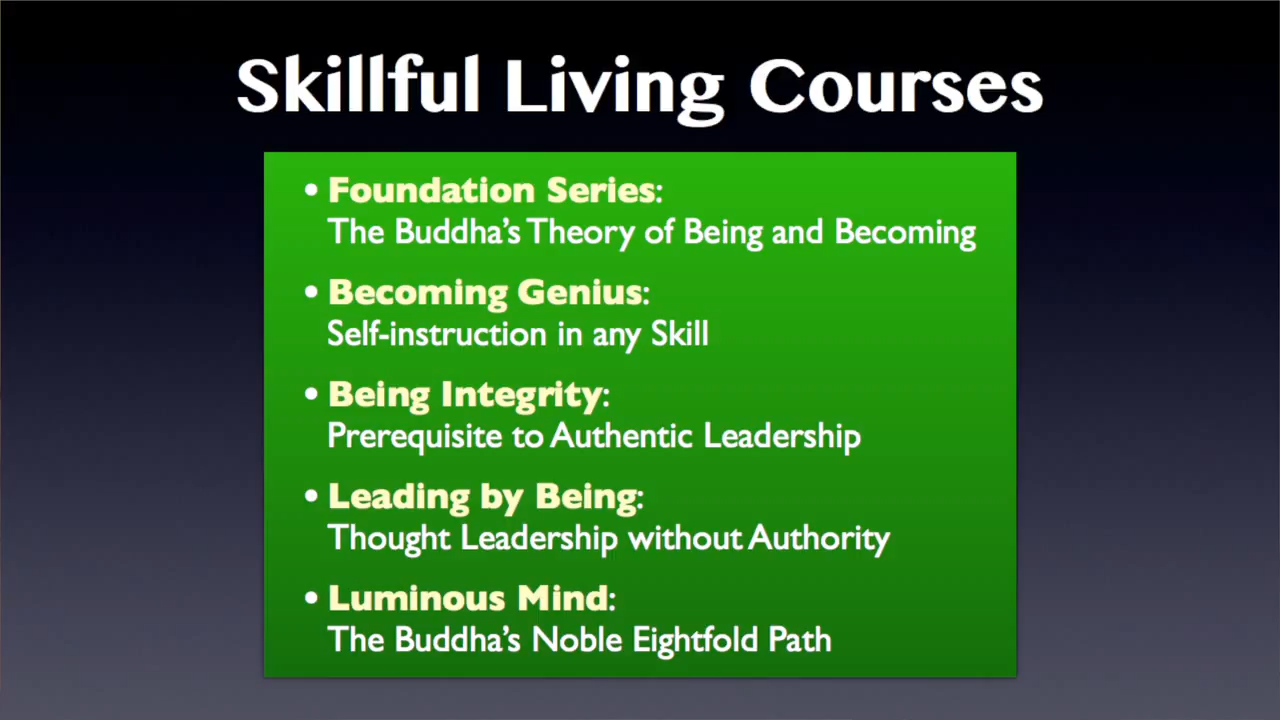 Skillful Living Courses
• Foundation Series:
The Buddha's Theory of Being and Becoming
• Becoming Genius:
Self-instruction in any Skill
• Being Integrity:
Prerequisite to Authentic Leadership
• Leading by Being:
Thought Leadership without Authority
• Luminous Mind:
The Buddha's Noble Eightfold Path